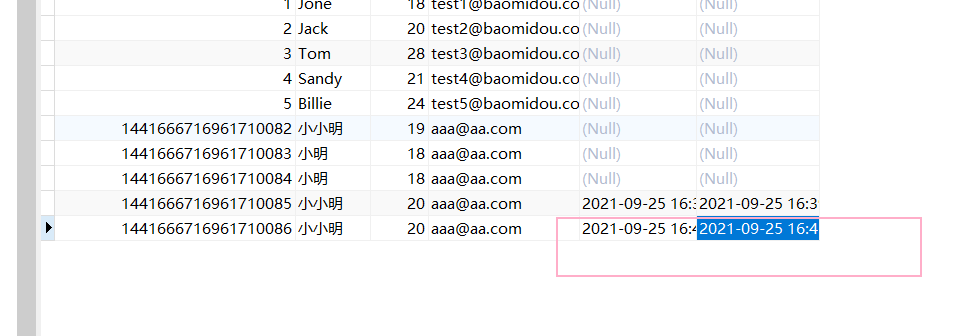 1 Jone 18 test1@baomidou.co (Null) (Null)
2 Jack 20 test2@baomidou.co (Null) (Null)
3 Tom 28 test3@baomidou.co (Null) (Null)
4 Sandy 21 test4@baomidou.co (Null) (Null)
5 Billie 24 test5@baomidou.co (Null) (Null)
1441666716961710082 小小明 19 aaa@aa.com (Null) (Null)
1441666716961710083 小明 18 aaa@aa.com (Null) (Null)
1441666716961710084 小明 18 aaa@aa.com (Null) (Null)
1441666716961710085 小小明 20 aaa@aa.com 2021-09-25 16:3 2021-09-25 16:3
1441666716961710086 小小明 20 aaa@aa.com 2021-09-25 16:4 2021-09-25 16:4